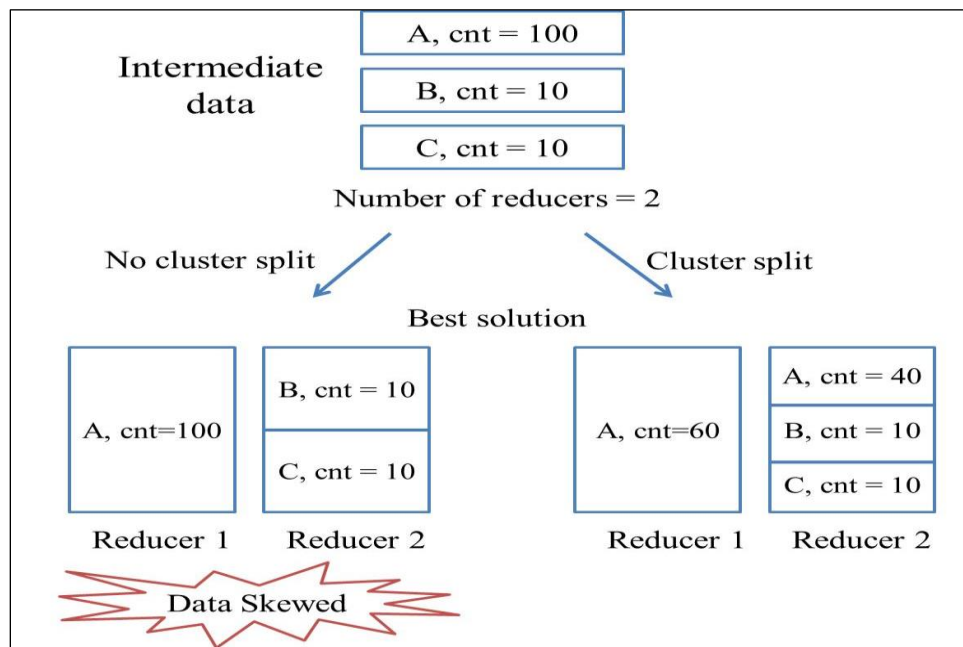 A, cnt = 100
Intermediate
data
B, cnt = 10
C, cnt = 10
Number of reducers = 2
No cluster split
Cluster split
Best solution
A, cnt=100
B, cnt = 10
C, cnt = 10
Reducer 1
Reducer 2
Data Skewed
A, cnt=60
A, cnt = 40
B, cnt = 10
C, cnt = 10
Reducer 1
Reducer 2